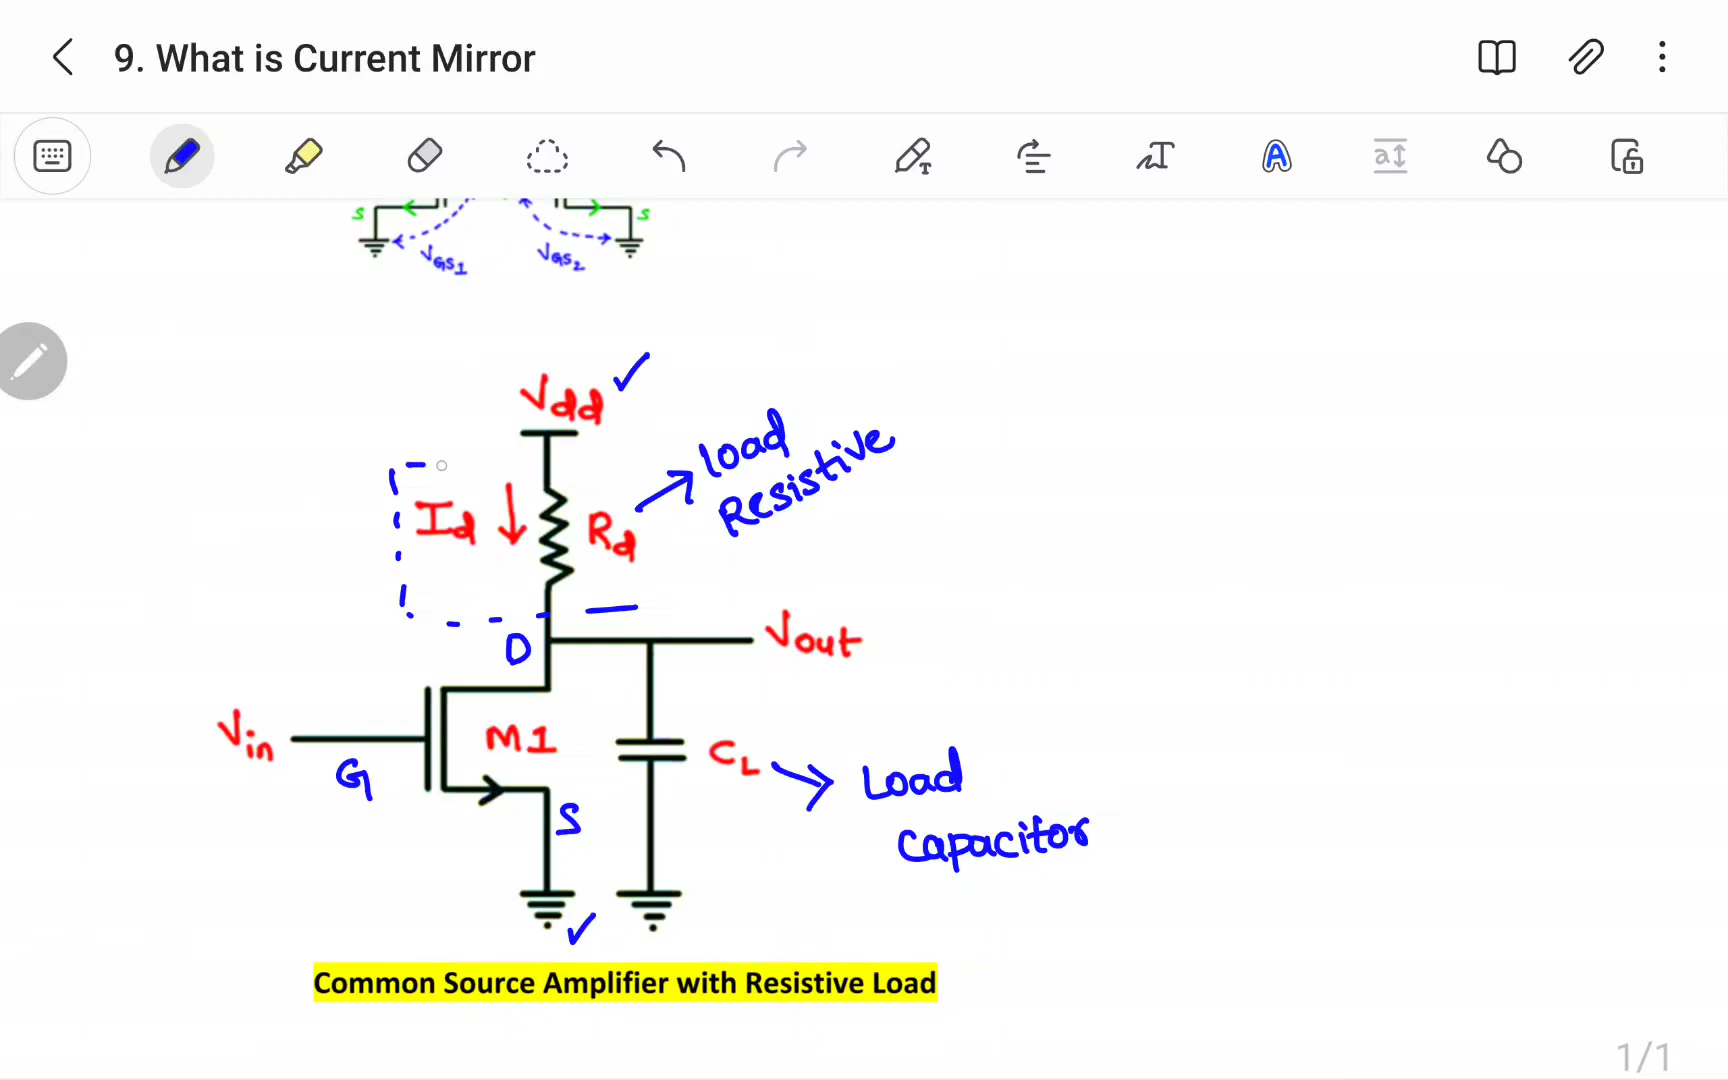 9. What is Current Mirror
S
S
VGS1
VGS2
Vdd
Load
Resistive
Id
Rd
D
Vout
Vin
M1
CL
G
Load
S
Capacitor
Common Source Amplifier with Resistive Load
1/1